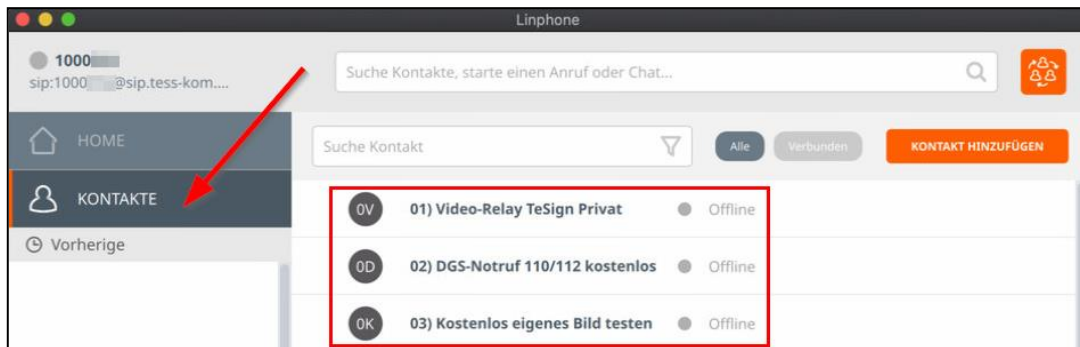 Linphone
1000
sip:1000 @sip.tess-kom....
Suche Kontakte, starte einen Anruf oder Chat...
HOME
KONTAKTE
Vorherige
Suche Kontakt
Alle
Verbunden
KONTAKT HINZUFÜGEN
0V 01) Video-Relay TeSign Privat Offline
0D 02) DGS-Notruf 110/112 kostenlos Offline
0K 03) Kostenlos eigenes Bild testen Offline